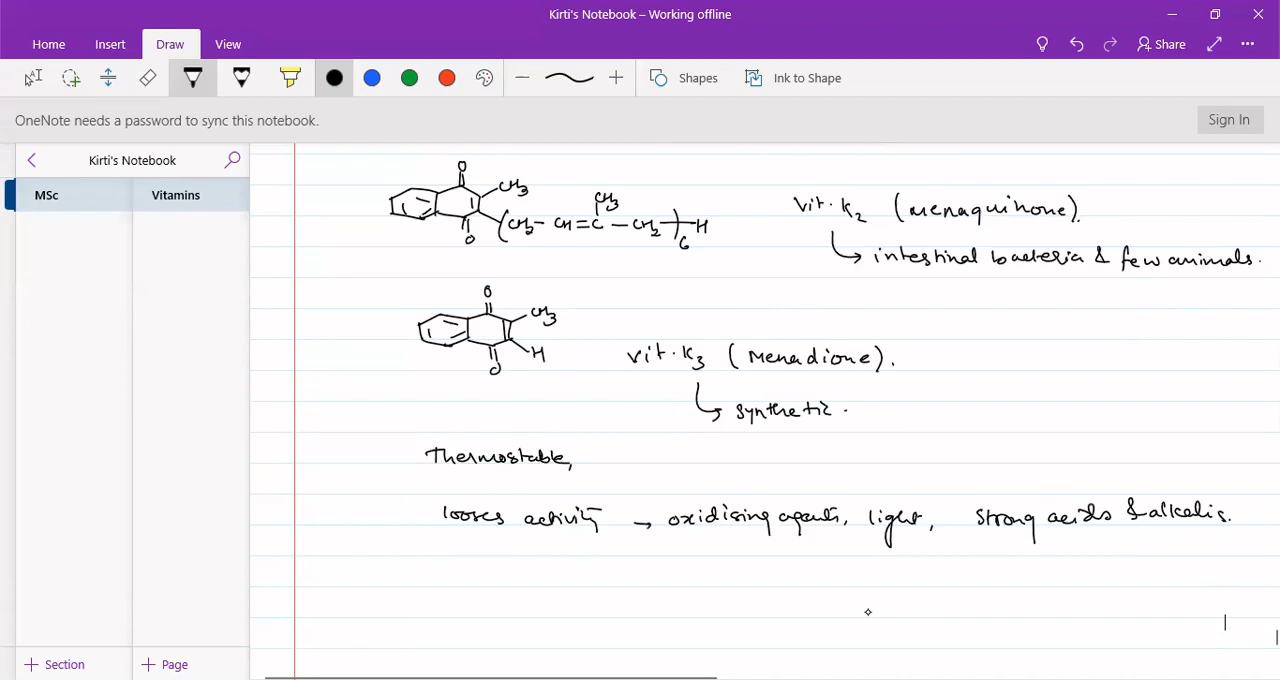 Kirti's Notebook – Working offline
Home Insert Draw View Share
Shapes Ink to Shape
OneNote needs a password to sync this notebook. Sign In
Kirti's Notebook
MSc Vitamins
O
CH3
CH3
(CH2– CH=C–CH2)6–H
O
vit. K2 (menaquinone).
intestinal bacteria & few animals.
O
CH3
H
O
vit. K3 (Menadione).
synthetic.
Thermostable,
looses activity → oxidising agents, light, strong acids & alkalis.
+ Section + Page